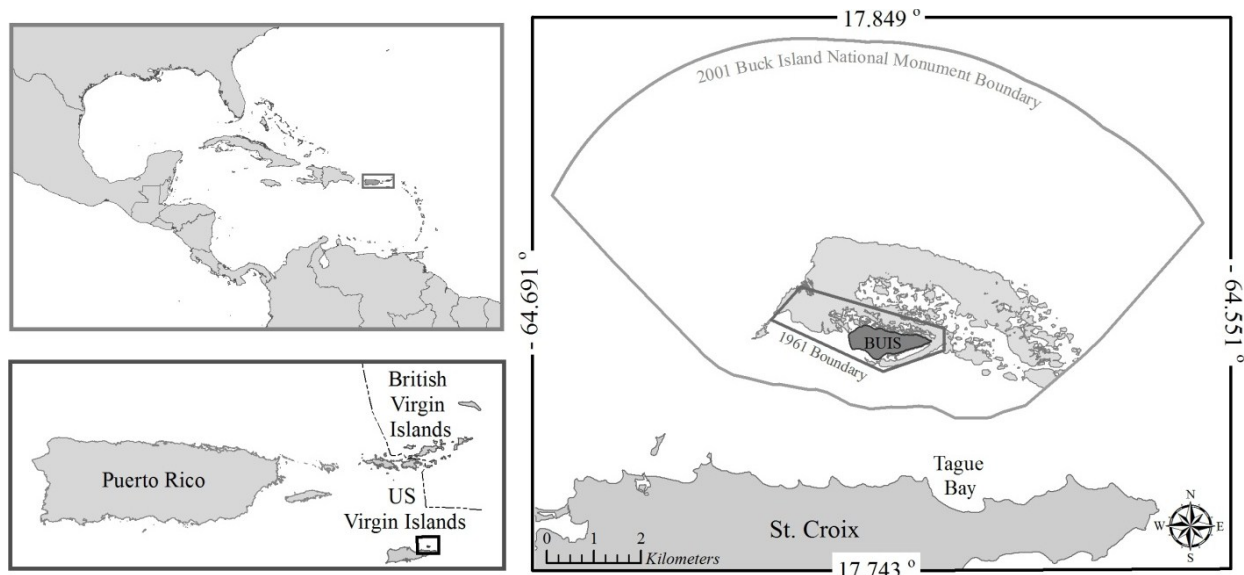 British
Virgin
Islands
Puerto Rico
US
Virgin Islands
17.849 °
2001 Buck Island National Monument Boundary
- 64.691 °
- 64.551 °
BUIS
1961 Boundary
Tague
Bay
St. Croix
N
W E
S
0 1 2
Kilometers
17.743 °